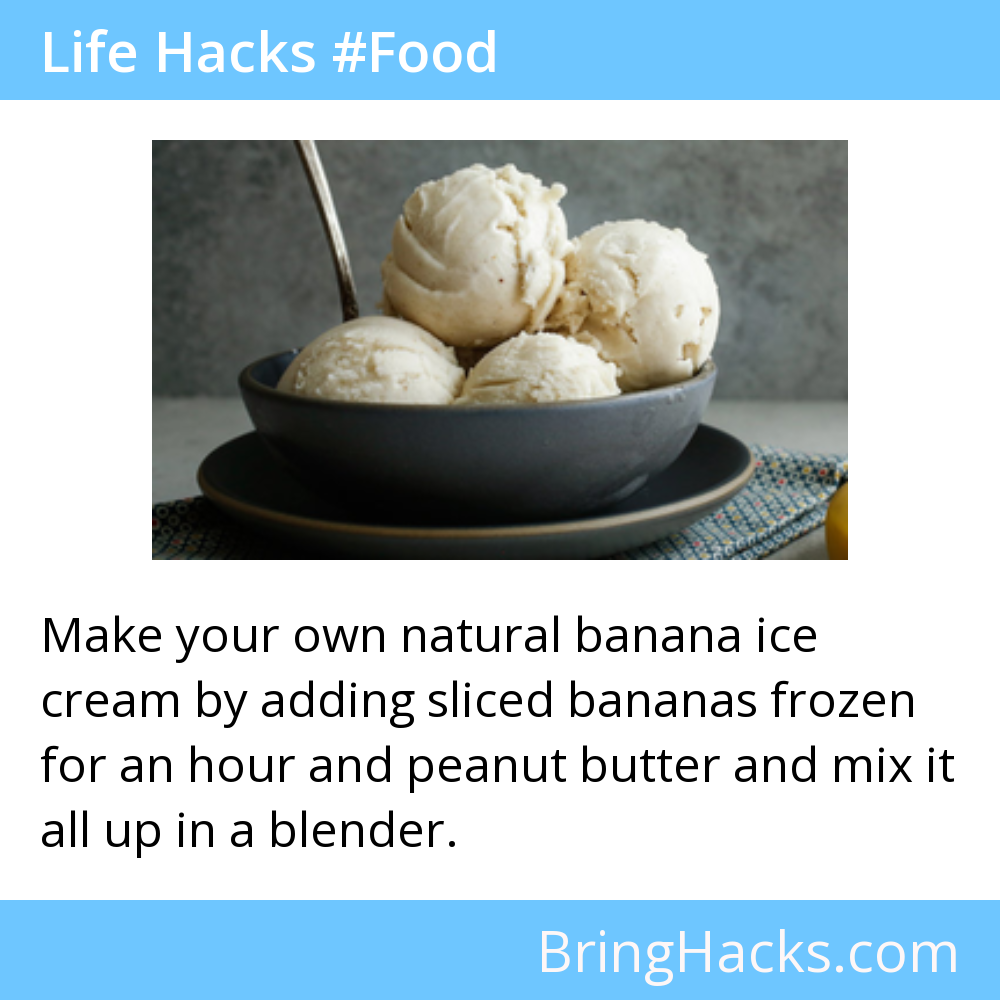 Life Hacks #Food
Make your own natural banana ice
cream by adding sliced bananas frozen
for an hour and peanut butter and mix it
all up in a blender.
BringHacks.com